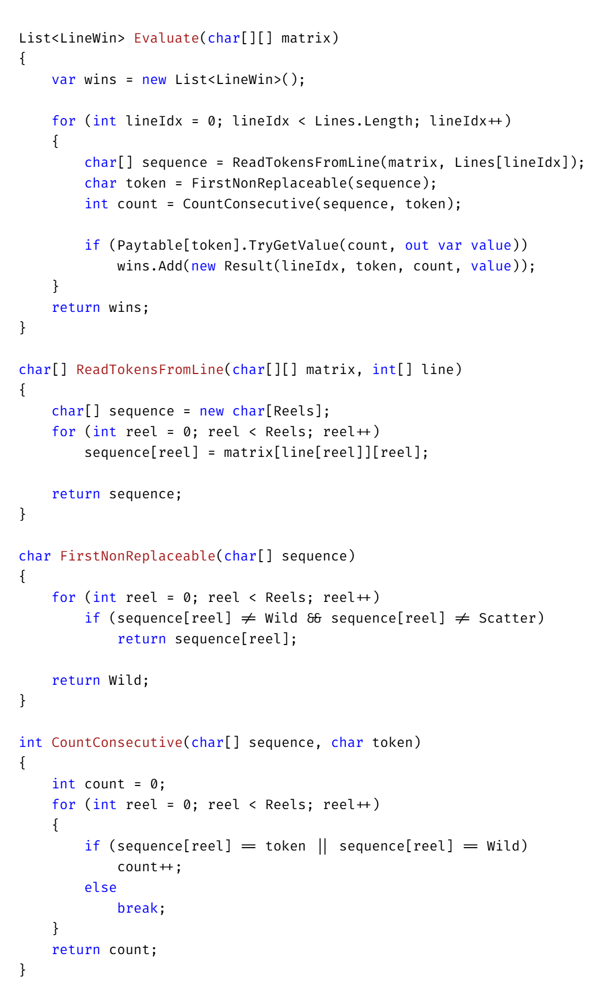 List<LineWin> Evaluate(char[][] matrix)
{
    var wins = new List<LineWin>();

    for (int lineIdx = 0; lineIdx < Lines.Length; lineIdx++)
    {
        char[] sequence = ReadTokensFromLine(matrix, Lines[lineIdx]);
        char token = FirstNonReplaceable(sequence);
        int count = CountConsecutive(sequence, token);

        if (Paytable[token].TryGetValue(count, out var value))
            wins.Add(new Result(lineIdx, token, count, value));
    }
    return wins;
}

char[] ReadTokensFromLine(char[][] matrix, int[] line)
{
    char[] sequence = new char[Reels];
    for (int reel = 0; reel < Reels; reel++)
        sequence[reel] = matrix[line[reel]][reel];

    return sequence;
}

char FirstNonReplaceable(char[] sequence)
{
    for (int reel = 0; reel < Reels; reel++)
        if (sequence[reel] != Wild && sequence[reel] != Scatter)
            return sequence[reel];

    return Wild;
}

int CountConsecutive(char[] sequence, char token)
{
    int count = 0;
    for (int reel = 0; reel < Reels; reel++)
    {
        if (sequence[reel] == token || sequence[reel] == Wild)
            count++;
        else
            break;
    }
    return count;
}